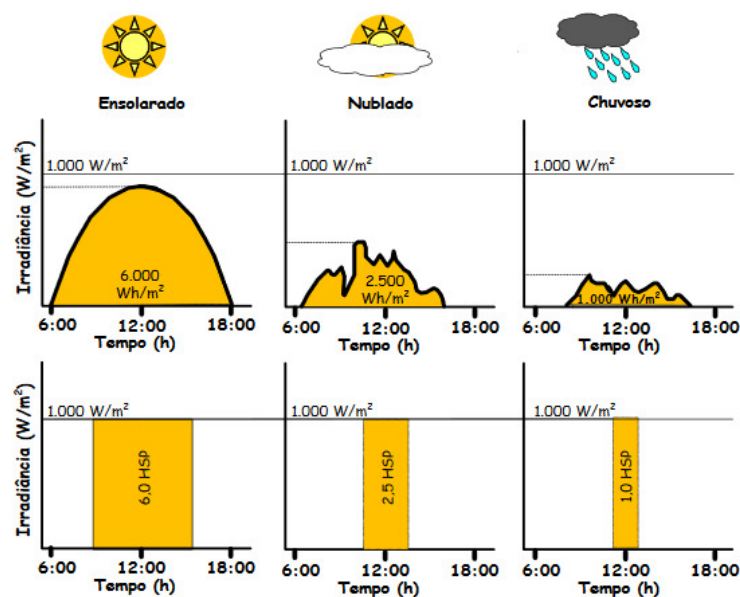 Ensolarado
Nublado
Chuvoso
Irradiância (W/m²)
1.000 W/m²
1.000 W/m²
1.000 W/m²
6.000
Wh/m²
2.500
Wh/m²
1.000 Wh/m²
6:00 12:00 18:00
6:00 12:00 18:00
6:00 12:00 18:00
Tempo (h)
Tempo (h)
Tempo (h)
Irradiância (W/m²)
1.000 W/m²
1.000 W/m²
1.000 W/m²
6,0 HSP
2,5 HSP
1,0 HSP
6:00 12:00 18:00
6:00 12:00 18:00
6:00 12:00 18:00
Tempo (h)
Tempo (h)
Tempo (h)